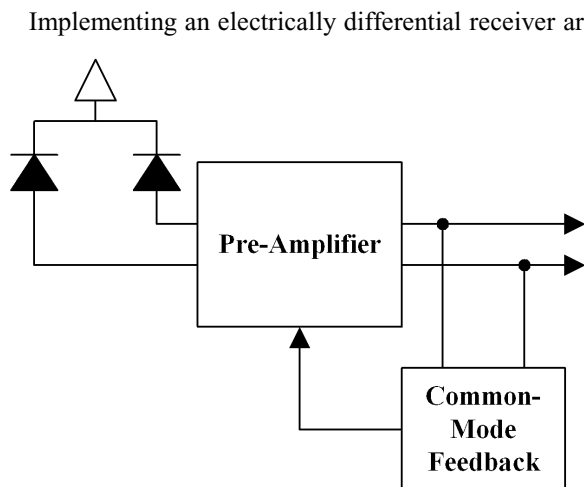 Implementing an electrically differential receiver ar
Pre-Amplifier
Common-
Mode
Feedback